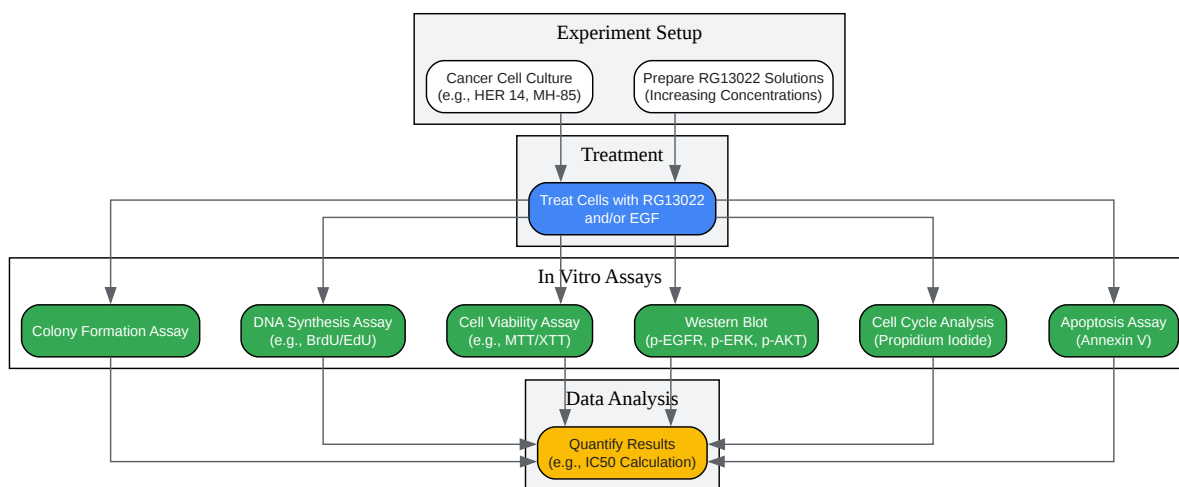 Experiment Setup
Cancer Cell Culture
(e.g., HER 14, MH-85)
Prepare RG13022 Solutions
(Increasing Concentrations)
Treatment
Treat Cells with RG13022
and/or EGF
In Vitro Assays
Colony Formation Assay
DNA Synthesis Assay
(e.g., BrdU/EdU)
Cell Viability Assay
(e.g., MTT/XTT)
Western Blot
(p-EGFR, p-ERK, p-AKT)
Cell Cycle Analysis
(Propidium Iodide)
Apoptosis Assay
(Annexin V)
Data Analysis
Quantify Results
(e.g., IC50 Calculation)